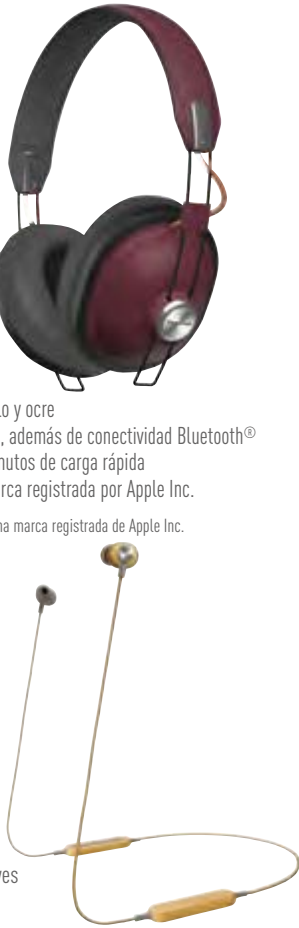 lo y ocre
, además de conectividad Bluetooth®
nutos de carga rápida
rca registrada por Apple Inc.
na marca registrada de Apple Inc.
ves